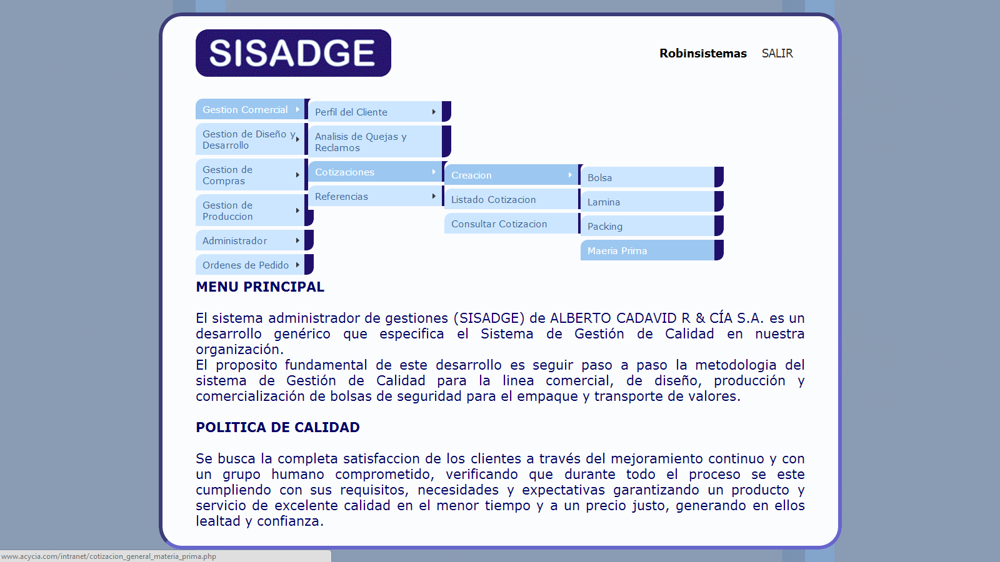 SISADGE
Robinsistemas SALIR
Gestion Comercial
Gestion de Diseño y
Desarrollo
Gestion de
Compras
Gestion de
Produccion
Administrador
Ordenes de Pedido
Perfil del Cliente
Analisis de Quejas y
Reclamos
Cotizaciones
Referencias
Creacion
Listado Cotizacion
Consultar Cotizacion
Bolsa
Lamina
Packing
Maeria Prima
MENU PRINCIPAL
El sistema administrador de gestiones (SISADGE) de ALBERTO CADAVID R & CÍA S.A. es un
desarrollo genérico que especifica el Sistema de Gestión de Calidad en nuestra
organización.
El proposito fundamental de este desarrollo es seguir paso a paso la metodologia del
sistema de Gestión de Calidad para la linea comercial, de diseño, producción y
comercialización de bolsas de seguridad para el empaque y transporte de valores.
POLITICA DE CALIDAD
Se busca la completa satisfaccion de los clientes a través del mejoramiento continuo y con
un grupo humano comprometido, verificando que durante todo el proceso se este
cumpliendo con sus requisitos, necesidades y expectativas garantizando un producto y
servicio de excelente calidad en el menor tiempo y a un precio justo, generando en ellos
lealtad y confianza.
www.acycia.com/intranet/cotizacion_general_materia_prima.php